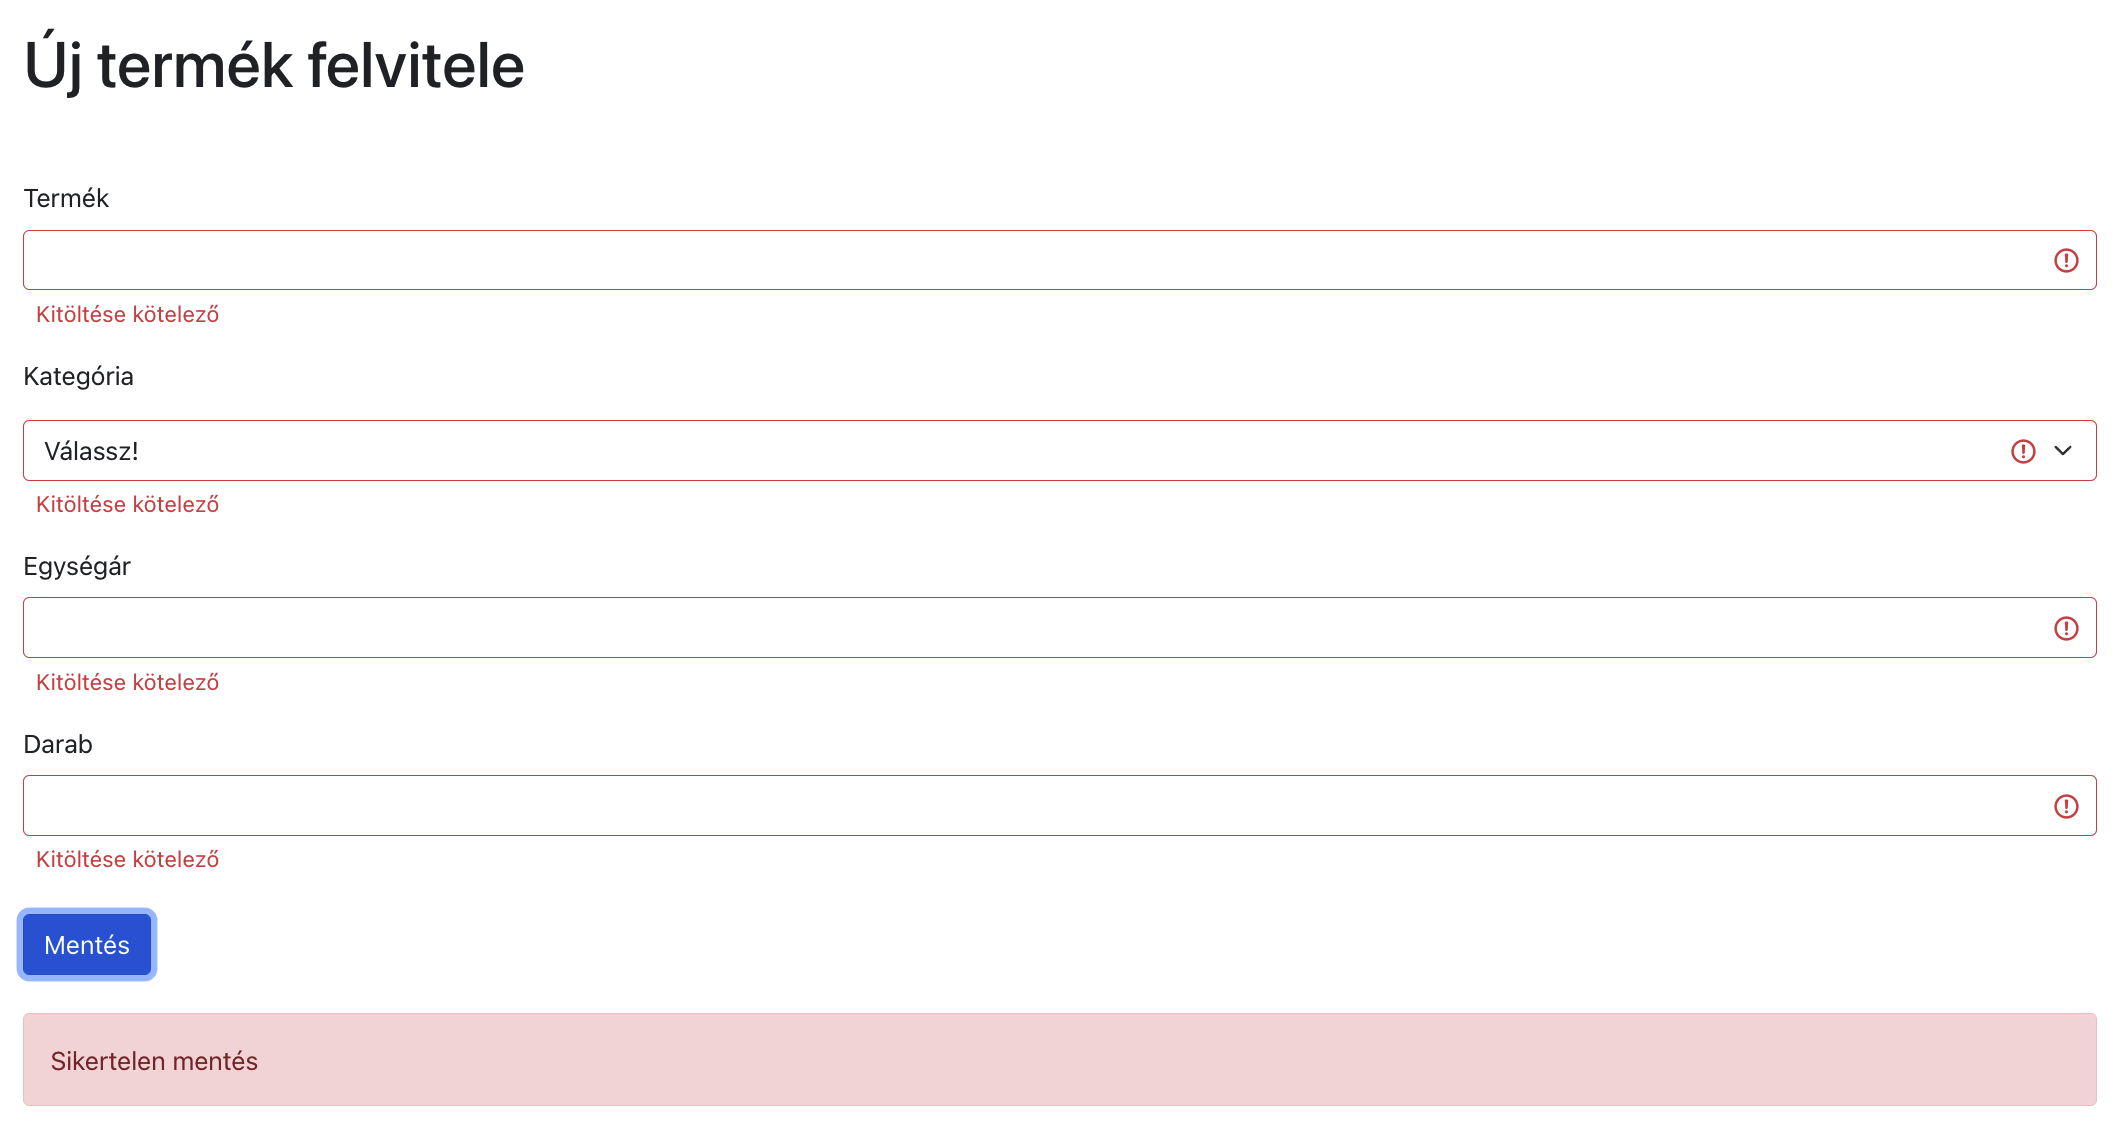 Új termék felvitele
Termék
Kitöltése kötelező
Kategória
Válassz!
Kitöltése kötelező
Egységár
Kitöltése kötelező
Darab
Kitöltése kötelező
Mentés
Sikertelen mentés